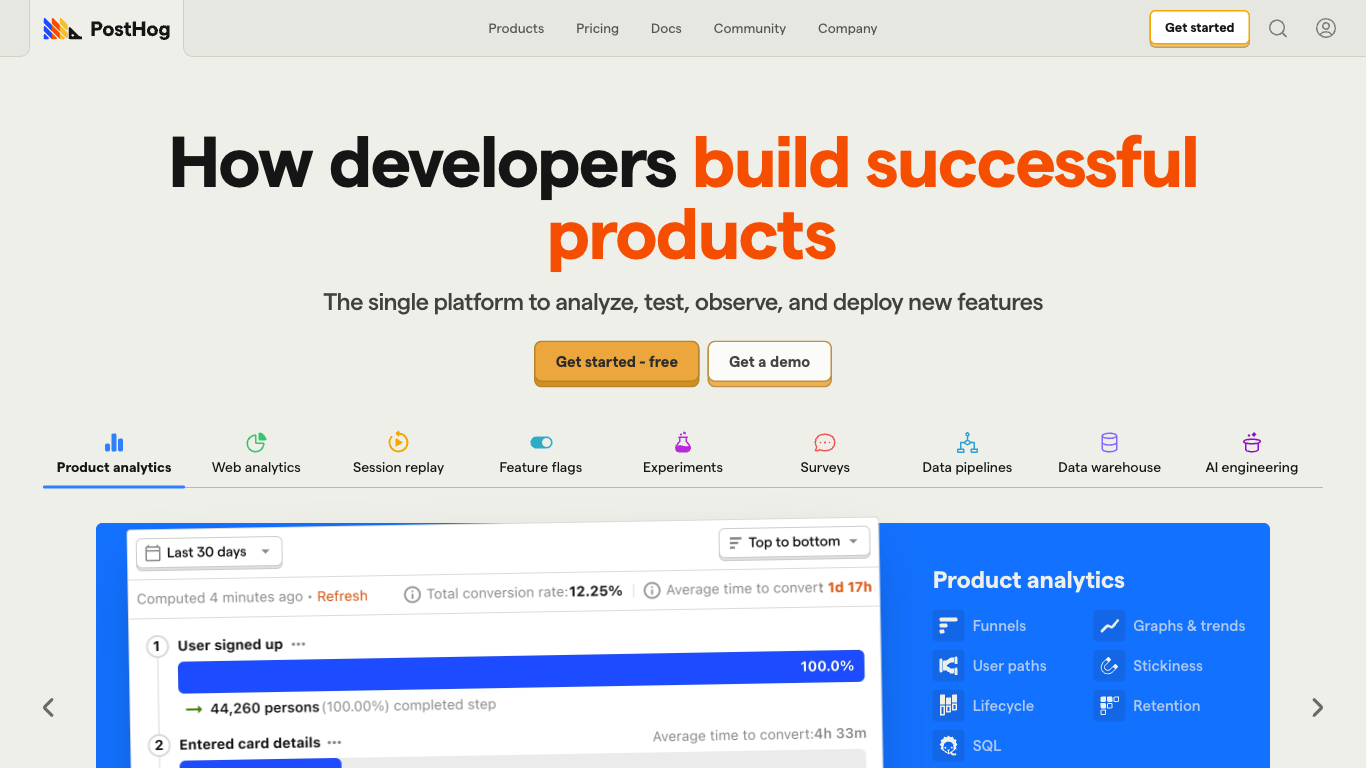 PostHog
Products
Pricing
Docs
Community
Company
Get started
How developers build successful
products
The single platform to analyze, test, observe, and deploy new features
Get started - free
Get a demo
Product analytics
Web analytics
Session replay
Feature flags
Experiments
Surveys
Data pipelines
Data warehouse
AI engineering
Last 30 days
Top to bottom
Computed 4 minutes ago • Refresh
Total conversion rate:12.25%
Average time to convert 1d 17h
1 User signed up •••
100.0%
44,260 persons(100.00%) completed step
2 Entered card details •••
Average time to convert:4h 33m
Product analytics
Funnels
Graphs & trends
User paths
Stickiness
Lifecycle
Retention
SQL